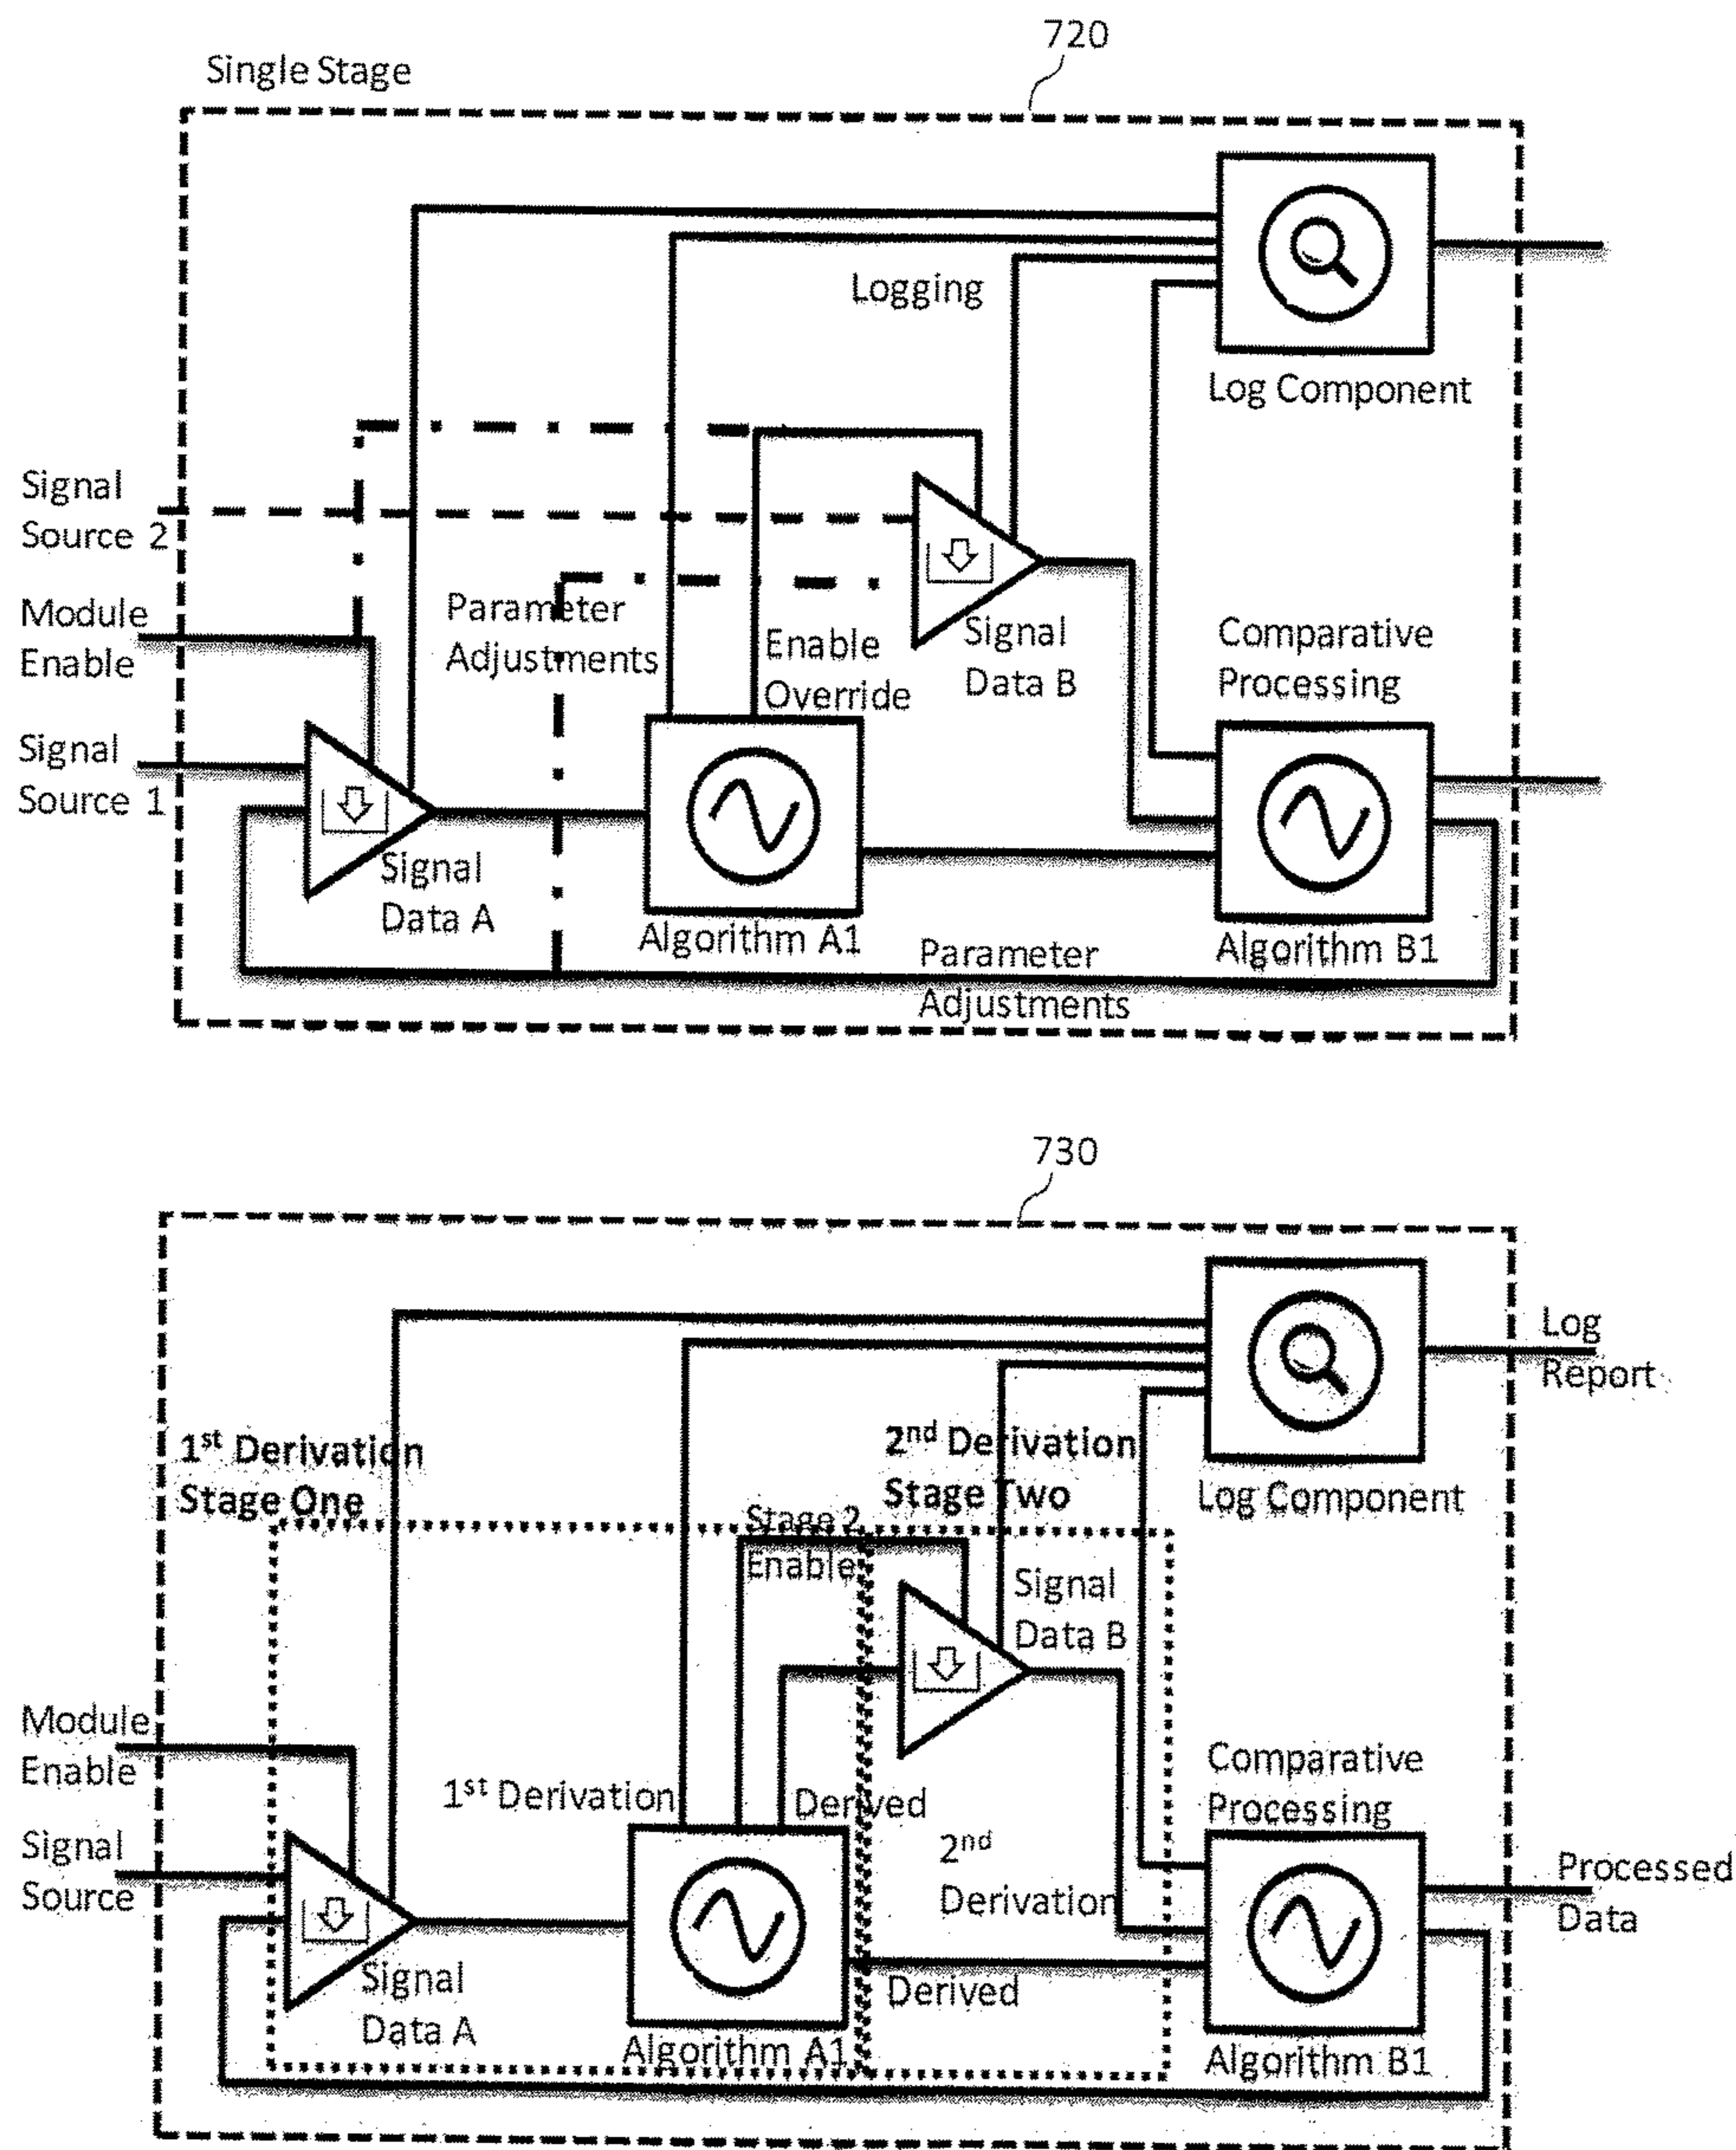 720
Single Stage
Logging
Log Component
Signal
Source 2
Module
Enable
Parameter
Adjustments
Enable
Override
Signal
Data B
Comparative
Processing
Signal
Source 1
Signal
Data A
Algorithm A1
Parameter
Adjustments
Algorithm B1
730
Log
Report
1st Derivation
Stage One
2nd Derivation
Stage Two
Log Component
Stage 2
Enable
Signal
Data B
Module
Enable
1st Derivation
Derived
Comparative
Processing
Signal
Source
2nd
Derivation
Processed
Data
Signal
Data A
Derived
Algorithm A1
Algorithm B1